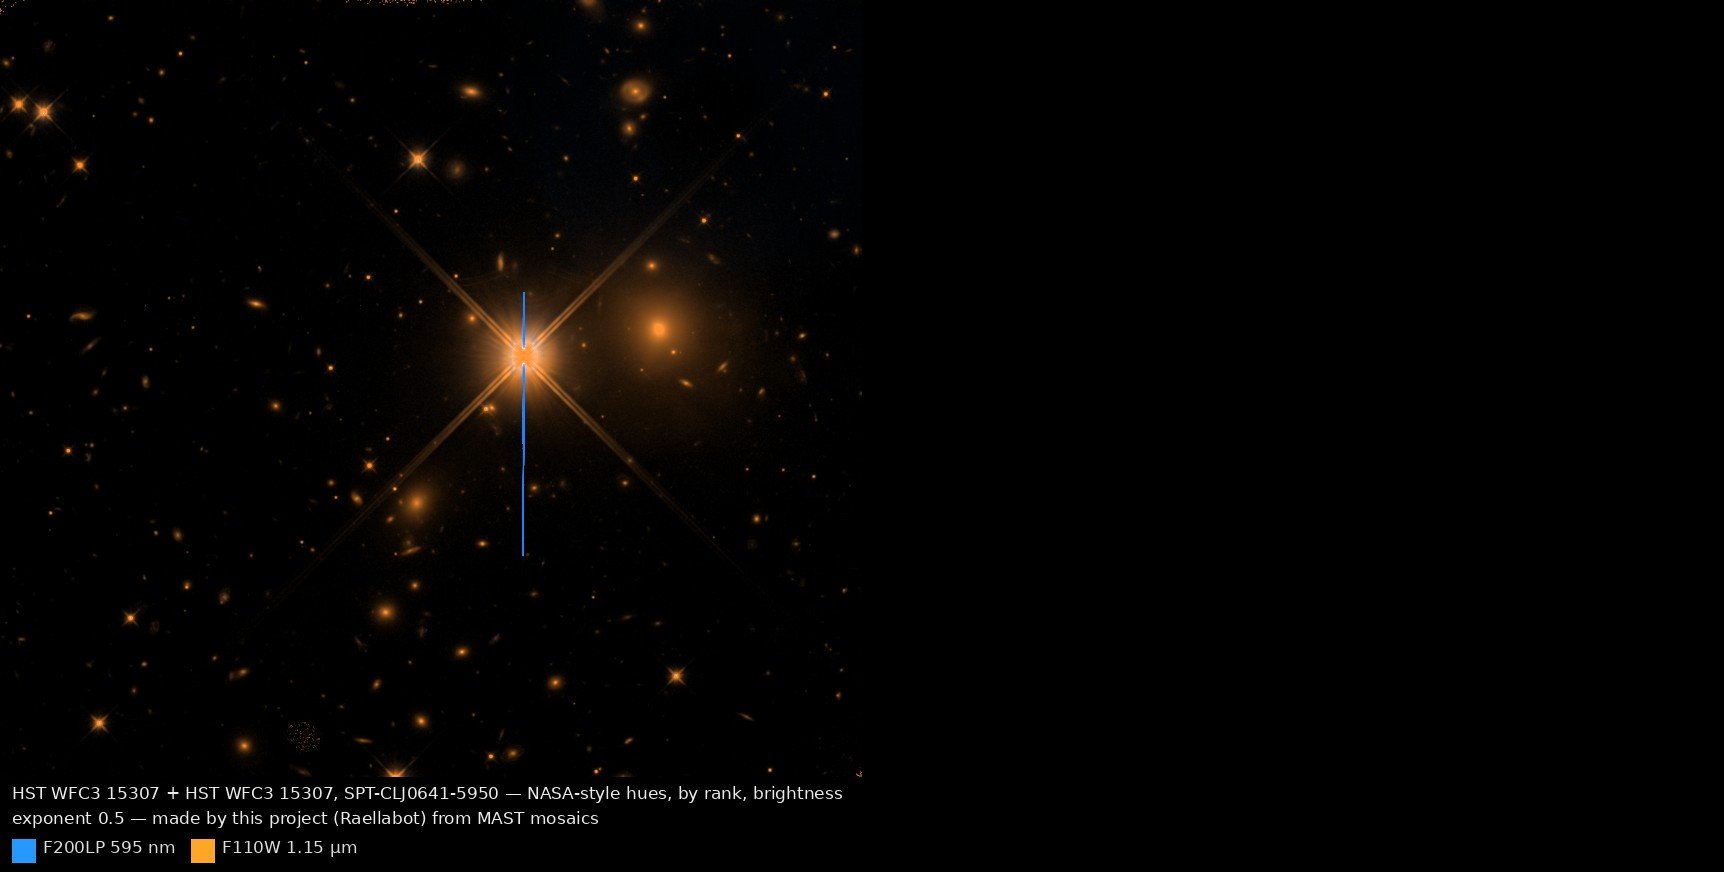 HST WFC3 15307 + HST WFC3 15307, SPT-CLJ0641-5950 — NASA-style hues, by rank, brightness
exponent 0.5 — made by this project (Raellabot) from MAST mosaics
F200LP 595 nm F110W 1.15 µm